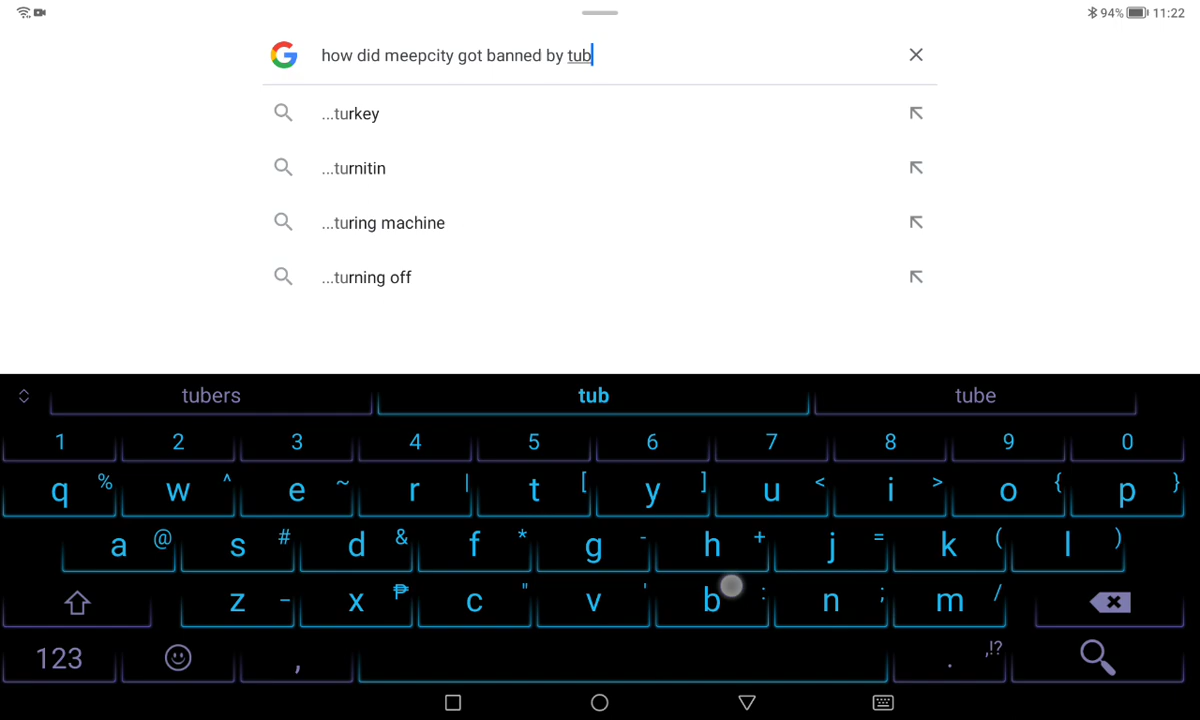 94% 11:22
how did meepcity got banned by tub
...turkey
...turnitin
...turing machine
...turning off
tubers tub tube
1 2 3 4 5 6 7 8 9 0
q % w ^ e ~ r | t [ y ] u < i > o { p }
a @ s # d & f * g - h + j = k ( l )
z _ x ₱ c " v ' b : n ; m /
123 , . ,!?